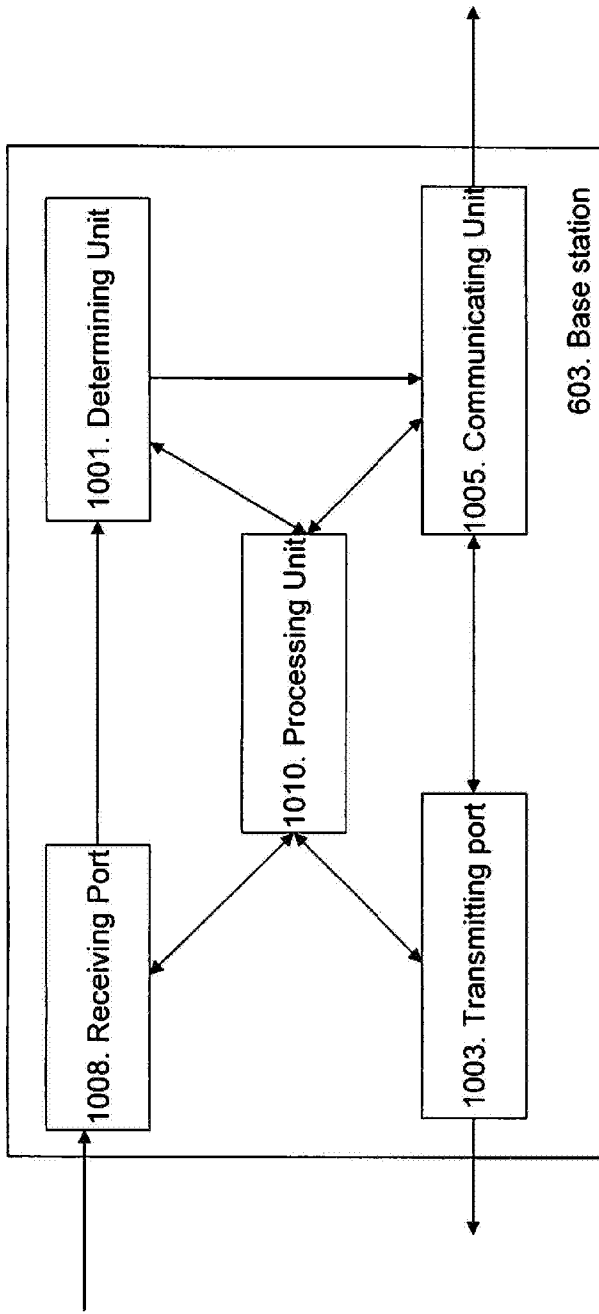 1008. Receiving Port
1001. Determining Unit
1010. Processing Unit
1003. Transmitting port
1005. Communicating Unit
603. Base station